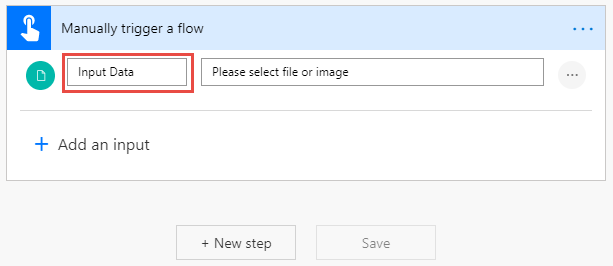 Manually trigger a flow
Input Data
Please select file or image
+ Add an input
+ New step
Save